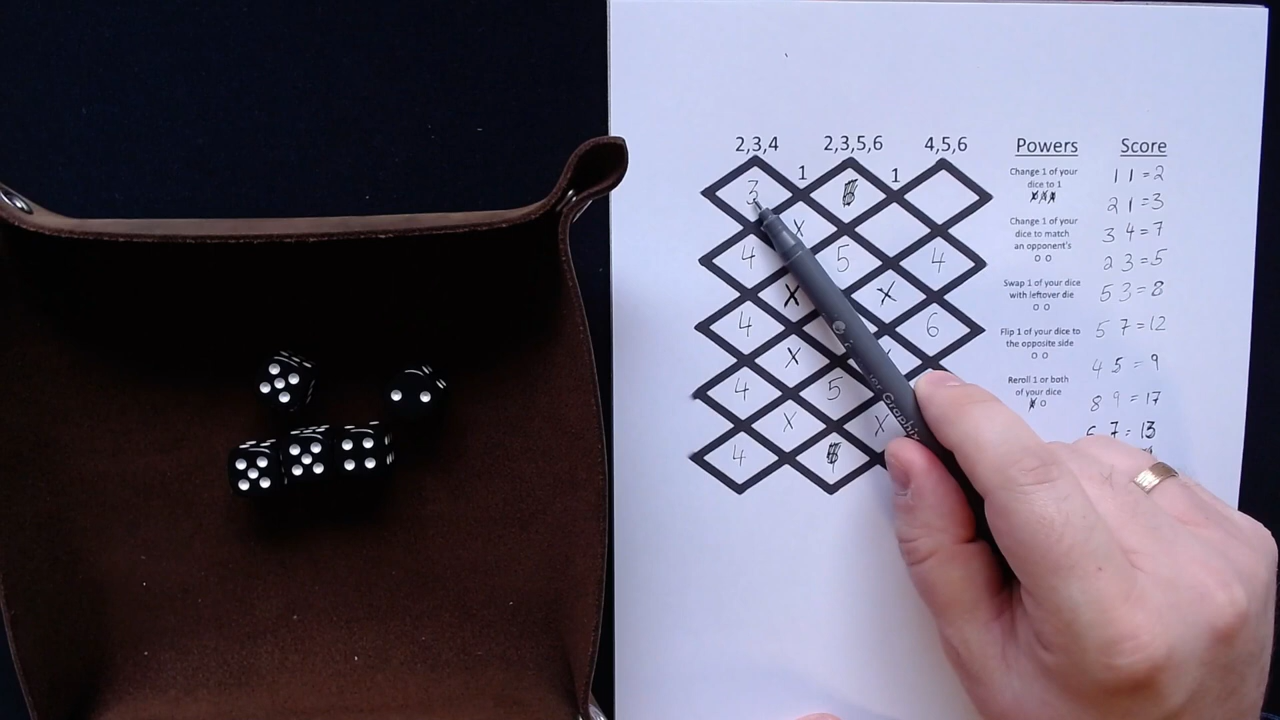 2,3,4 2,3,5,6 4,5,6
1 1
3
X
4 5 4
X X
4 6
X
4 5
X X
4
Powers
Change 1 of your
dice to 1
Change 1 of your
dice to match
an opponent's
O O
Swap 1 of your dice
with leftover die
O O
Flip 1 of your dice to
the opposite side
O O
Reroll 1 or both
of your dice
O
Score
1 1 = 2
2 1 = 3
3 4 = 7
2 3 = 5
5 3 = 8
5 7 = 12
4 5 = 9
8 9 = 17
6 7 = 13